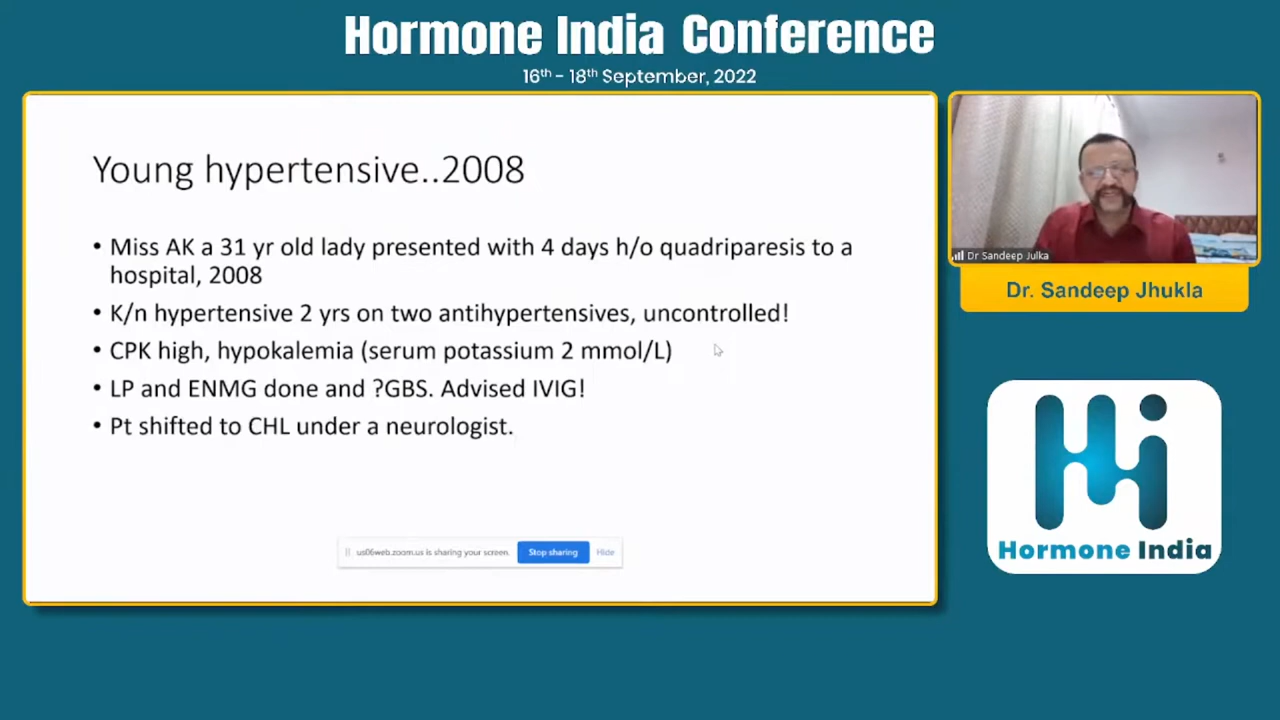 Hormone India Conference
16th - 18th September, 2022
Young hypertensive..2008
• Miss AK a 31 yr old lady presented with 4 days h/o quadriparesis to a
hospital, 2008
• K/n hypertensive 2 yrs on two antihypertensives, uncontrolled!
• CPK high, hypokalemia (serum potassium 2 mmol/L)
• LP and ENMG done and ?GBS. Advised IVIG!
• Pt shifted to CHL under a neurologist.
us06web.zoom.us is sharing your screen. Stop sharing Hide
Dr Sandeep Julka
Dr. Sandeep Jhukla
Hi
Hormone India